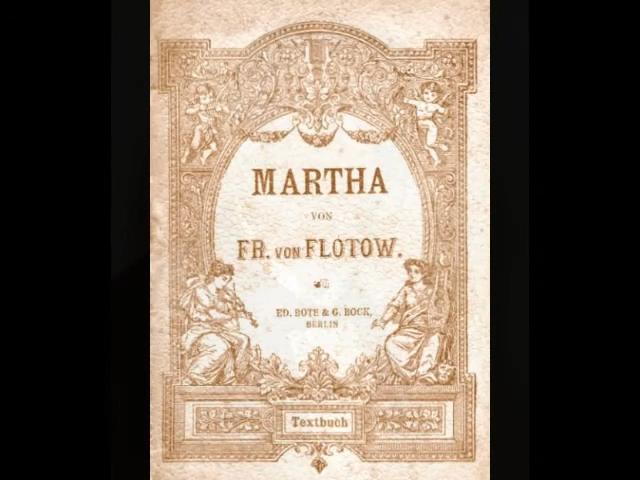 MARTHA
VON
FR. VON FLOTOW.
ED. BOTE & G. BOCK,
BERLIN
Textbuch